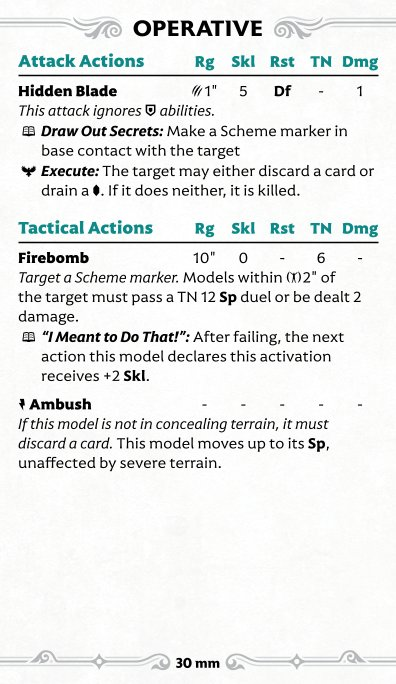 OPERATIVE
Attack Actions Rg Skl Rst TN Dmg
Hidden Blade 1" 5 Df - 1
This attack ignores abilities.
Draw Out Secrets: Make a Scheme marker in
base contact with the target
Execute: The target may either discard a card or
drain a . If it does neither, it is killed.
Tactical Actions Rg Skl Rst TN Dmg
Firebomb 10" 0 - 6 -
Target a Scheme marker. Models within 2" of
the target must pass a TN 12 Sp duel or be dealt 2
damage.
"I Meant to Do That!": After failing, the next
action this model declares this activation
receives +2 Skl.
Ambush - - - - -
If this model is not in concealing terrain, it must
discard a card. This model moves up to its Sp,
unaffected by severe terrain.
30 mm